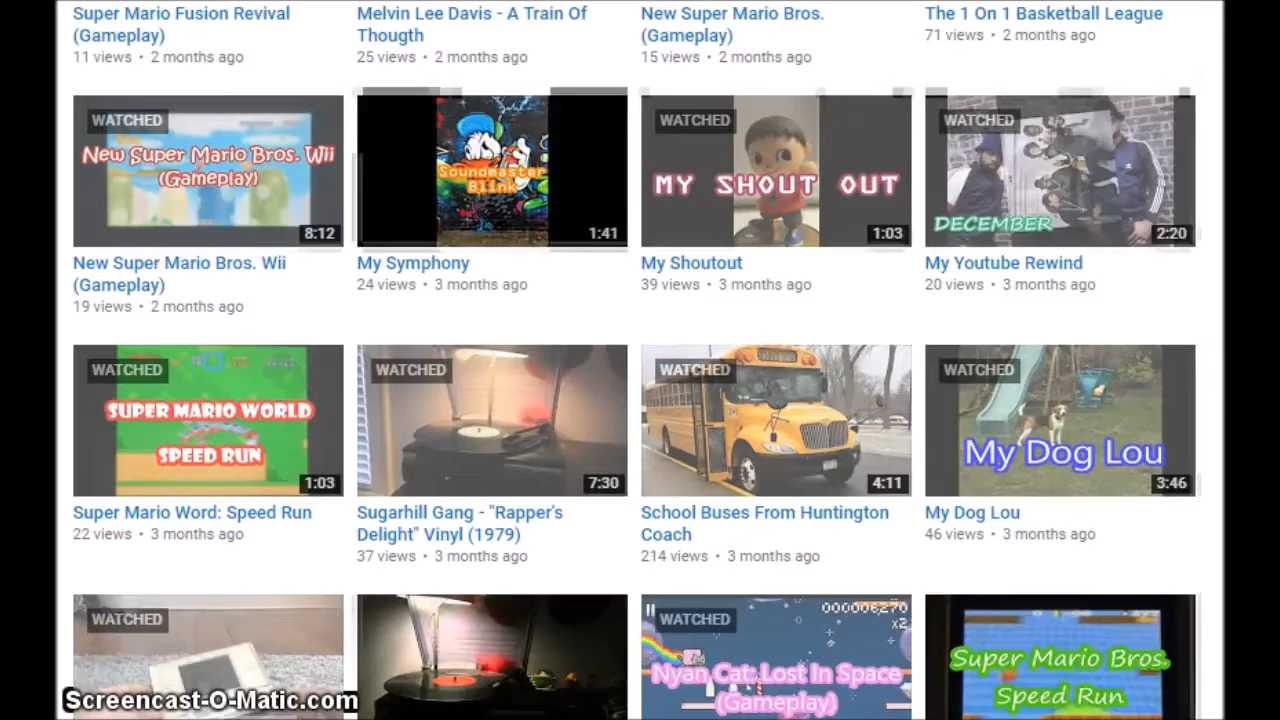 Super Mario Fusion Revival
(Gameplay)
11 views • 2 months ago
Melvin Lee Davis - A Train Of
Thougth
25 views • 2 months ago
New Super Mario Bros.
(Gameplay)
15 views • 2 months ago
The 1 On 1 Basketball League
71 views • 2 months ago
WATCHED
New Super Mario Bros. Wii
(Gameplay)
8:12
New Super Mario Bros. Wii
(Gameplay)
19 views • 2 months ago
Soundmaster
Blink
1:41
My Symphony
24 views • 3 months ago
WATCHED
MY SHOUT OUT
1:03
My Shoutout
39 views • 3 months ago
WATCHED
DECEMBER
2:20
My Youtube Rewind
20 views • 3 months ago
WATCHED
SUPER MARIO WORLD
SPEED RUN
1:03
Super Mario Word: Speed Run
22 views • 3 months ago
WATCHED
7:30
Sugarhill Gang - "Rapper's
Delight" Vinyl (1979)
37 views • 3 months ago
WATCHED
4:11
School Buses From Huntington
Coach
214 views • 3 months ago
WATCHED
My Dog Lou
3:46
My Dog Lou
46 views • 3 months ago
WATCHED
WATCHED
000006270
x2
Nyan Cat: Lost In Space
(Gameplay)
Super Mario Bros.
Speed Run
Screencast-O-Matic.com